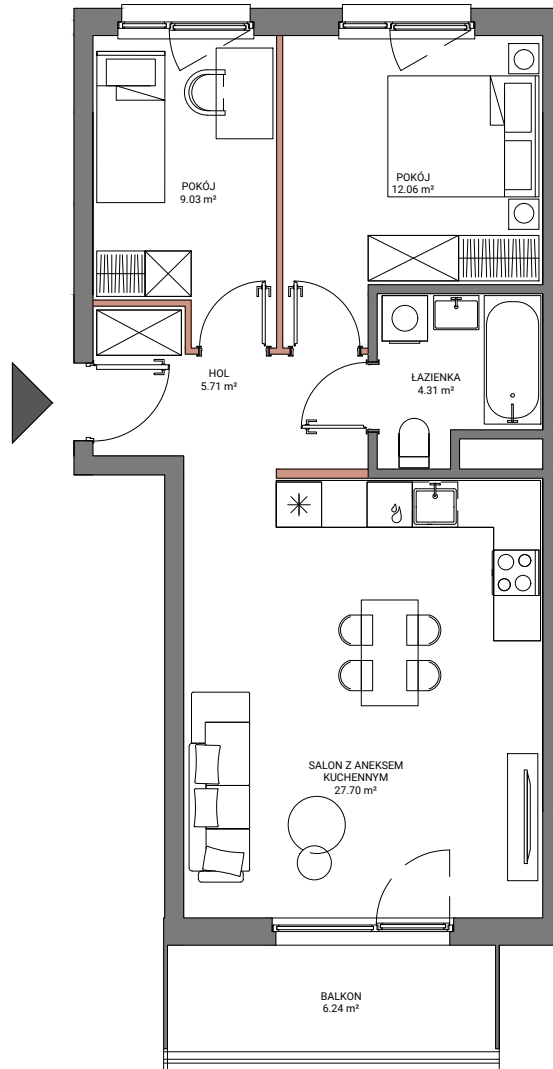 POKÓJ
9.03 m²
POKÓJ
12.06 m²
HOL
5.71 m²
ŁAZIENKA
4.31 m²
SALON Z ANEKSEM
KUCHENNYM
27.70 m²
BALKON
6.24 m²